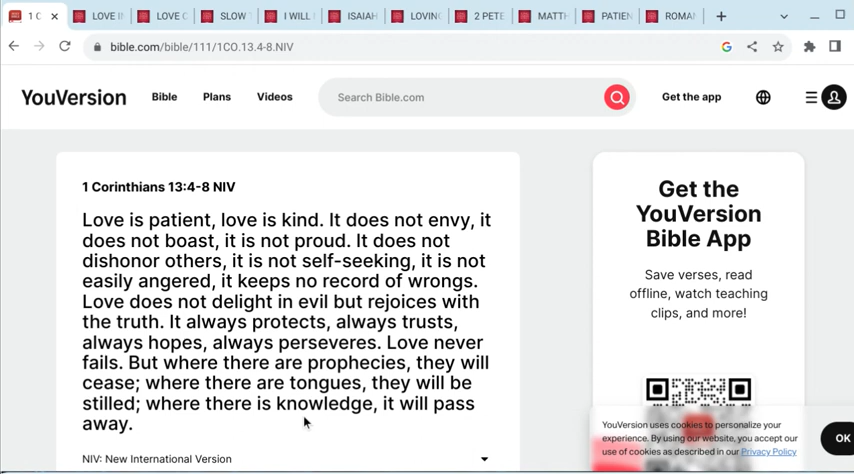 1 C
LOVE I
LOVE C
SLOW T
I WILL
ISAIAH
LOVING
2 PETE
MATTH
PATIEN
ROMAN
bible.com/bible/111/1CO.13.4-8.NIV
YouVersion Bible Plans Videos Search Bible.com Get the app
1 Corinthians 13:4-8 NIV
Love is patient, love is kind. It does not envy, it
does not boast, it is not proud. It does not
dishonor others, it is not self-seeking, it is not
easily angered, it keeps no record of wrongs.
Love does not delight in evil but rejoices with
the truth. It always protects, always trusts,
always hopes, always perseveres. Love never
fails. But where there are prophecies, they will
cease; where there are tongues, they will be
stilled; where there is knowledge, it will pass
away.
NIV: New International Version
Get the
YouVersion
Bible App
Save verses, read
offline, watch teaching
clips, and more!
YouVersion uses cookies to personalize your
experience. By using our website, you accept our
use of cookies as described in our Privacy Policy
OK